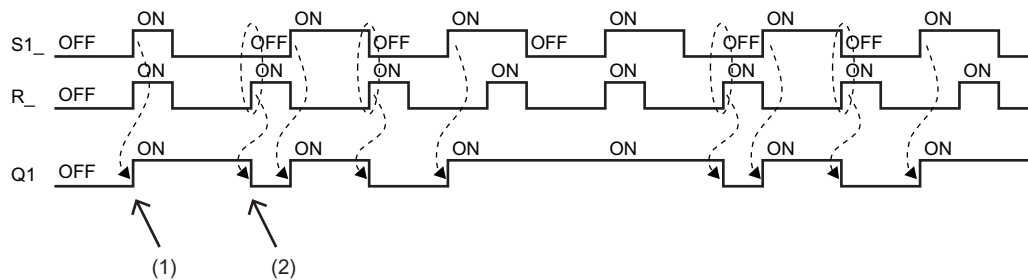 ON ON ON ON ON ON
S1_ OFF OFF OFF OFF OFF OFF
ON ON ON ON ON ON ON ON
R_ OFF
ON ON ON ON ON ON
Q1 OFF
(1) (2)